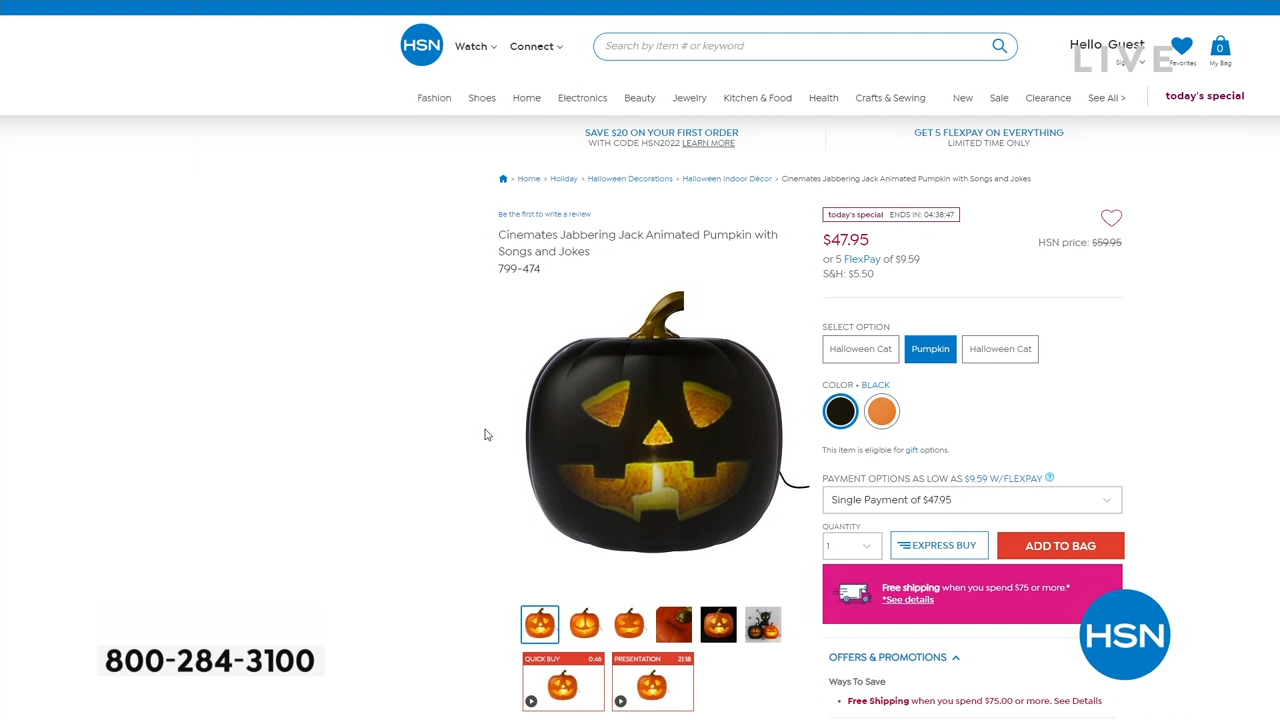 HSN
Watch
Connect
Search by item # or keyword
Hello, Guest
LIVE
Favorites
0
My Bag
Fashion Shoes Home Electronics Beauty Jewelry Kitchen & Food Health Crafts & Sewing New Sale Clearance See All > today's special
SAVE $20 ON YOUR FIRST ORDER
WITH CODE HSN2022 LEARN MORE
GET 5 FLEXPAY ON EVERYTHING
LIMITED TIME ONLY
> Home > Holiday > Halloween Decorations > Halloween Indoor Décor > Cinemates Jabbering Jack Animated Pumpkin with Songs and Jokes
Be the first to write a review
Cinemates Jabbering Jack Animated Pumpkin with
Songs and Jokes
799-474
today's special ENDS IN: 04:38:47
$47.95
HSN price: $59.95
or 5 FlexPay of $9.59
S&H: $5.50
SELECT OPTION
Halloween Cat Pumpkin Halloween Cat
COLOR • BLACK
This item is eligible for gift options.
PAYMENT OPTIONS AS LOW AS $9.59 W/FLEXPAY ?
Single Payment of $47.95
QUANTITY
1
EXPRESS BUY
ADD TO BAG
Free shipping when you spend $75 or more.*
*See details
QUICK BUY 0:46
PRESENTATION 21:18
800-284-3100
HSN
OFFERS & PROMOTIONS
Ways To Save
• Free Shipping when you spend $75.00 or more. See Details